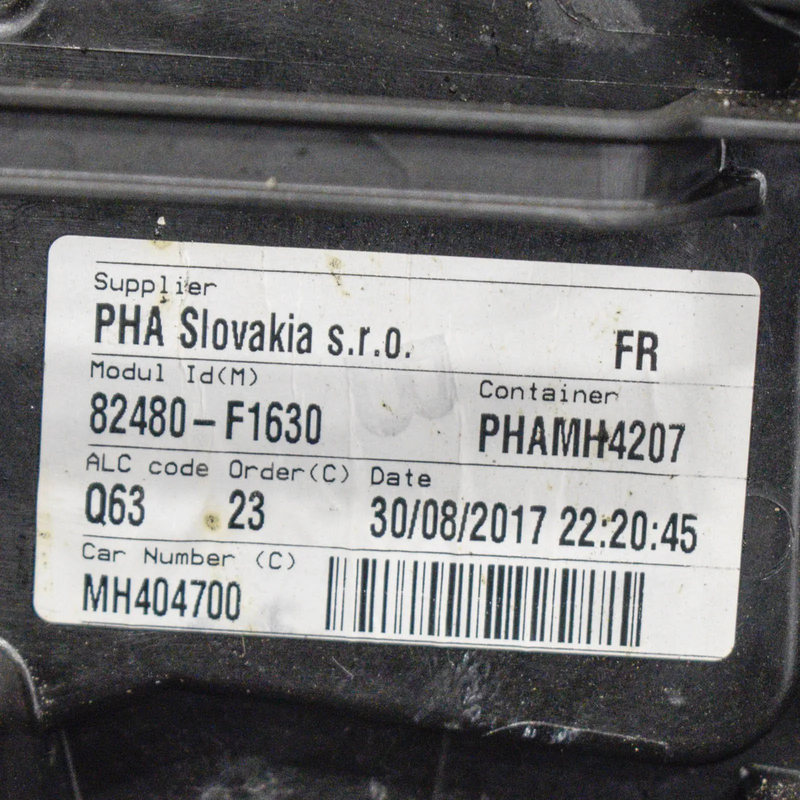 Supplier
PHA Slovakia s.r.o. FR
Modul Id(M) Container
82480-F1630 PHAMH4207
ALC code Order(C) Date
Q63 23 30/08/2017 22:20:45
Car Number (C)
MH404700